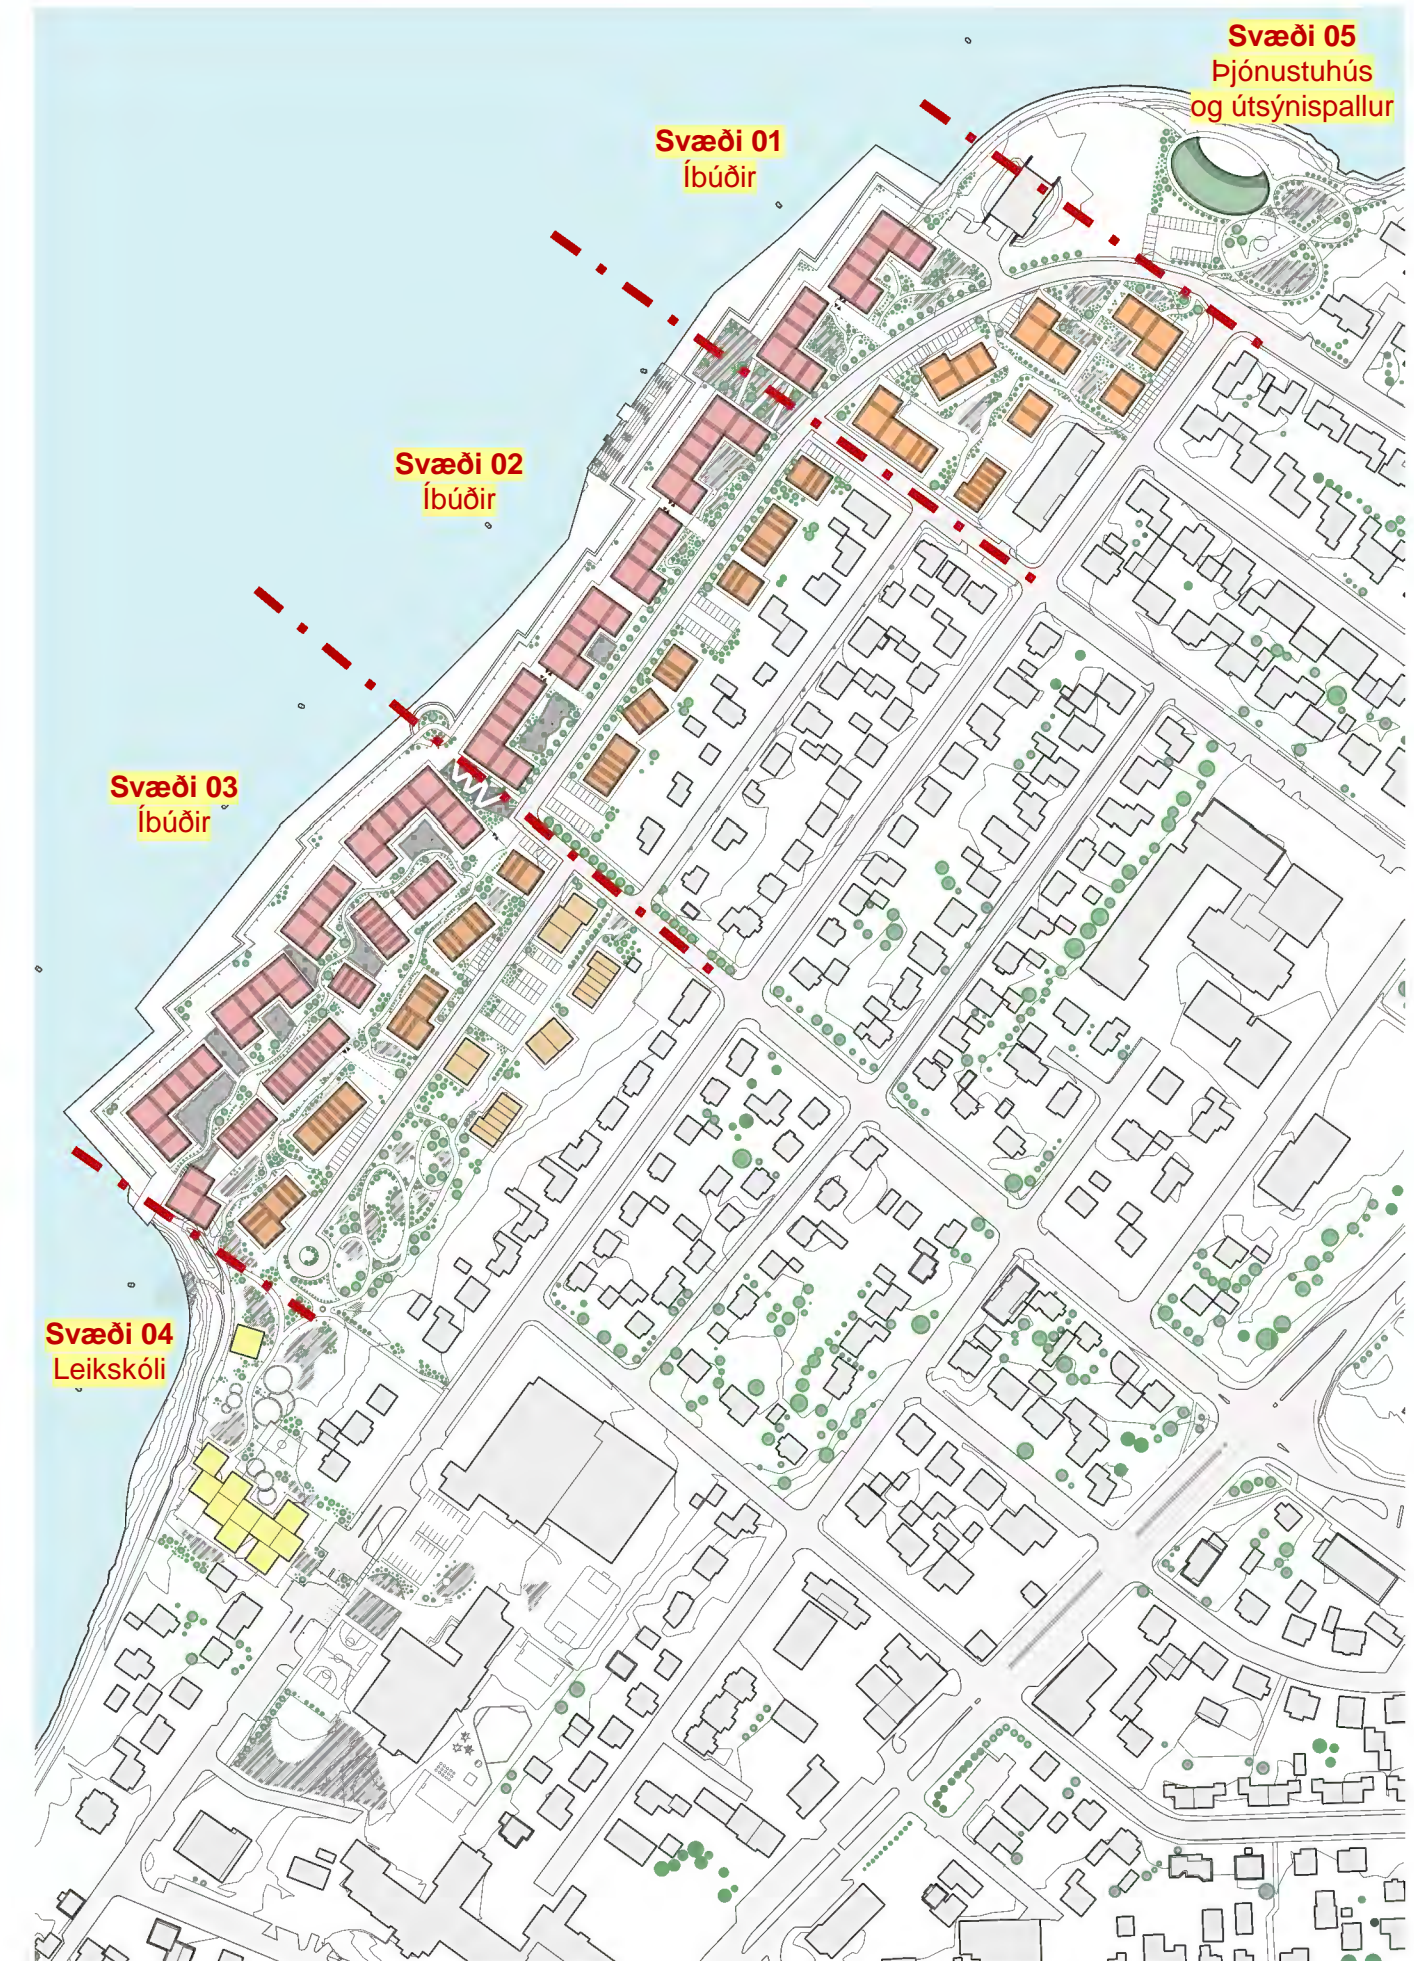 Svæði 05
Þjónustuhús
og útsýnispallur
Svæði 01
Íbúðir
Svæði 02
Íbúðir
Svæði 03
Íbúðir
Svæði 04
Leikskóli